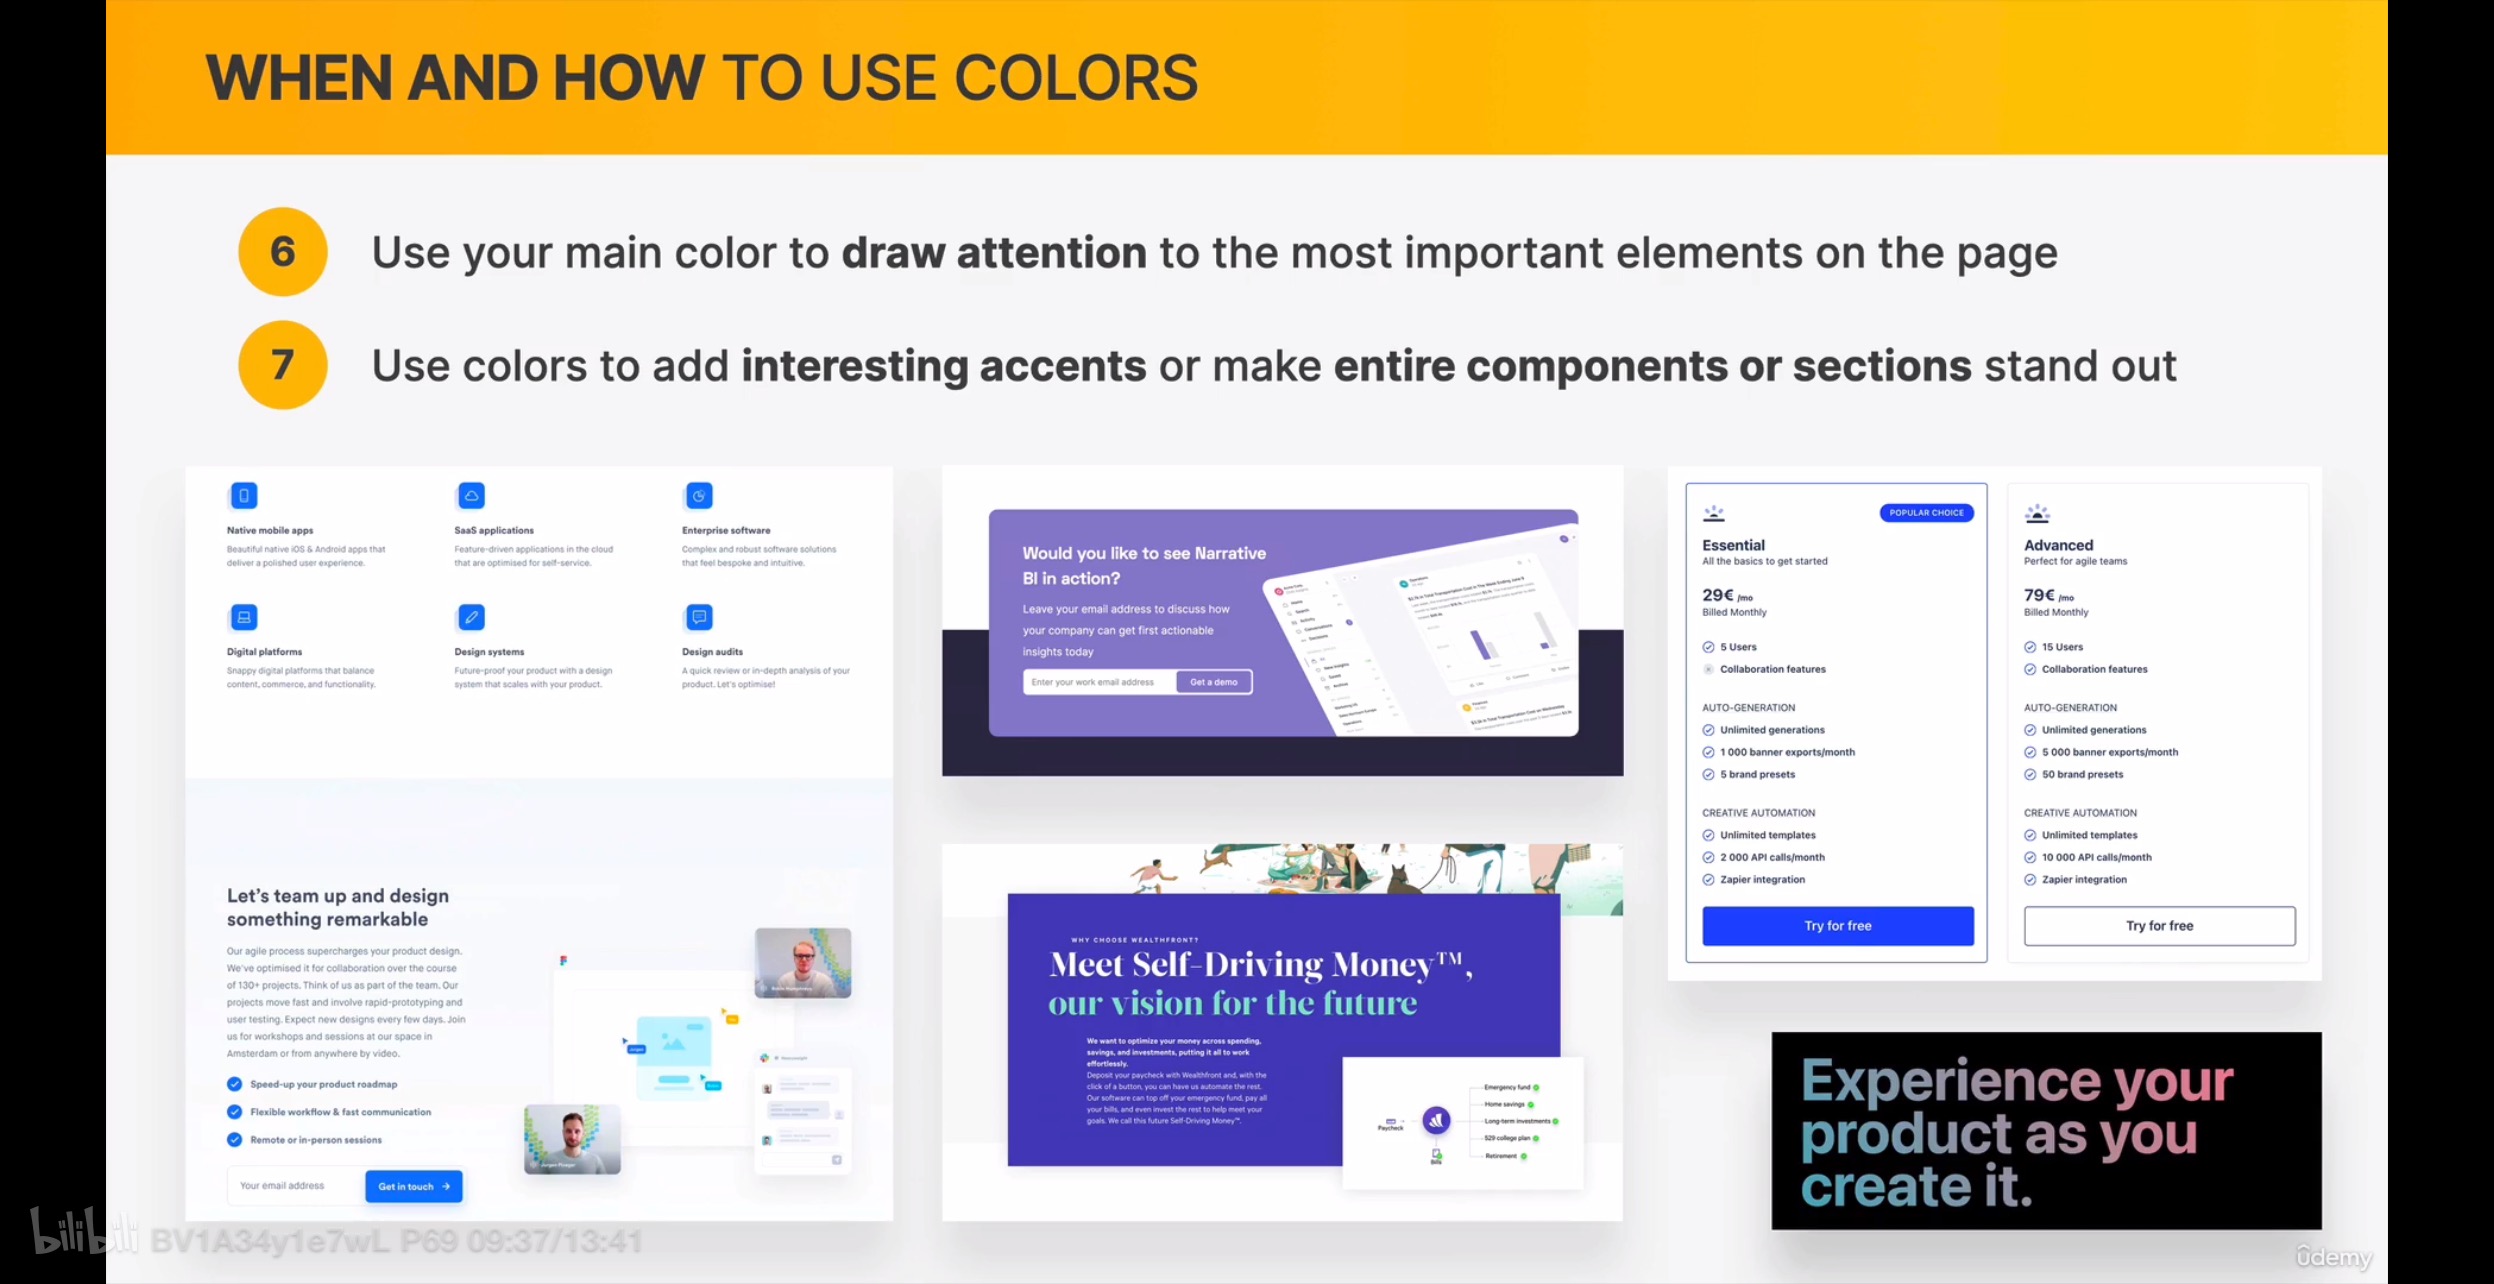 WHEN AND HOW TO USE COLORS
6
Use your main color to draw attention to the most important elements on the page
7
Use colors to add interesting accents or make entire components or sections stand out
Native mobile apps
Beautiful native iOS & Android apps that
deliver a polished user experience.
SaaS applications
Feature-driven applications in the cloud
that are optimised for self-service.
Enterprise software
Complex and robust software solutions
that feel bespoke and intuitive.
Digital platforms
Snappy digital platforms that balance
content, commerce, and functionality.
Design systems
Future-proof your product with a design
system that scales with your product.
Design audits
A quick review or in-depth analysis of your
product. Let's optimise!
Let's team up and design
something remarkable
Our agile process supercharges your product design.
We've optimised it for collaboration over the course
of 130+ projects. Think of us as part of the team. Our
projects move fast and involve rapid-prototyping and
user testing. Expect new designs every few days. Join
us for workshops and sessions at our space in
Amsterdam or from anywhere by video.
Speed-up your product roadmap
Flexible workflow & fast communication
Remote or in-person sessions
Your email address
Get in touch →
Would you like to see Narrative
BI in action?
Leave your email address to discuss how
your company can get first actionable
insights today
Enter your work email address
Get a demo
WHY CHOOSE WEALTHFRONT?
Meet Self-Driving Money™,
our vision for the future
We want to optimize your money across spending,
savings, and investments, putting it all to work
effortlessly.
Deposit your paycheck with Wealthfront and, with the
click of a button, you can have us automate the rest.
Our software can top off your emergency fund, pay all
your bills, and even invest the rest to help meet your
goals. We call this future Self-Driving Money™.
Paycheck
Bills
Emergency fund
Home savings
Long-term investments
529 college plan
Retirement
POPULAR CHOICE
Essential
All the basics to get started
29€ /mo
Billed Monthly
5 Users
Collaboration features
AUTO-GENERATION
Unlimited generations
1 000 banner exports/month
5 brand presets
CREATIVE AUTOMATION
Unlimited templates
2 000 API calls/month
Zapier integration
Try for free
Advanced
Perfect for agile teams
79€ /mo
Billed Monthly
15 Users
Collaboration features
AUTO-GENERATION
Unlimited generations
5 000 banner exports/month
50 brand presets
CREATIVE AUTOMATION
Unlimited templates
10 000 API calls/month
Zapier integration
Try for free
Experience your
product as you
create it.
bilibili BV1A34y1e7wL P69 09:37/13:41
ûdemy